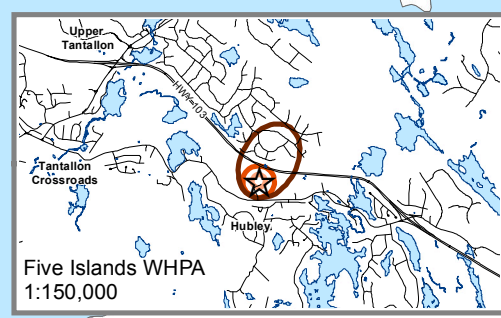 Upper
Tantallon
HWY-103
Tantallon
Crossroads
Hubley.
Five Islands WHPA
1:150,000